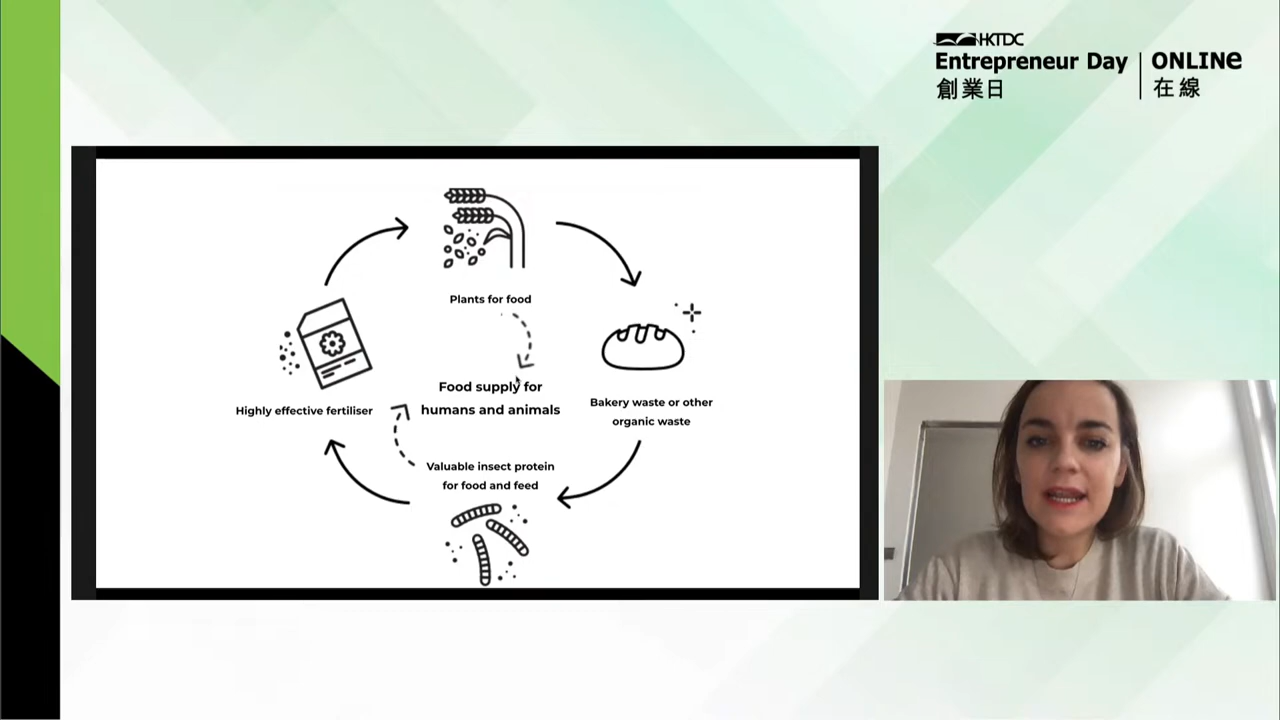 HKTDC
Entrepreneur Day
創業日
ONLINe
在線
Plants for food
Bakery waste or other
organic waste
Food supply for
humans and animals
Highly effective fertiliser
Valuable insect protein
for food and feed